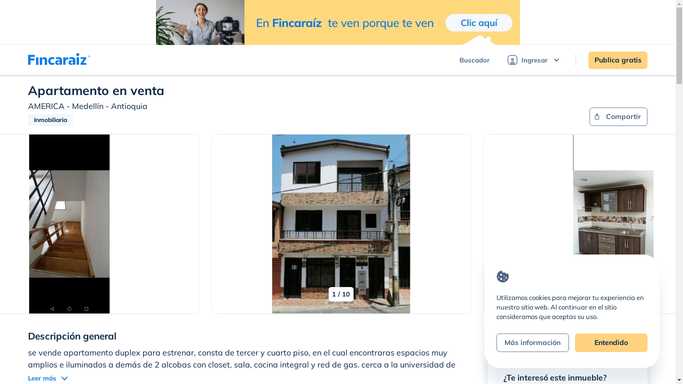 En Fincaraíz te ven porque te ven
Clic aquí
Fincaraiz
Buscador
Ingresar
Publica gratis
Apartamento en venta
AMERICA - Medellín - Antioquia
Inmobiliaria
Compartir
1 / 10
Utilizamos cookies para mejorar tu experiencia en
nuestro sitio web. Al continuar en el sitio
consideramos que aceptas su uso.
Más información
Entendido
Descripción general
se vende apartamento duplex para estrenar, consta de tercer y cuarto piso, en el cual encontraras espacios muy
amplios e iluminados a demás de 2 alcobas con closet, sala, cocina integral y red de gas. cerca a la universidad de
Leer más
¿Te interesó este inmueble?